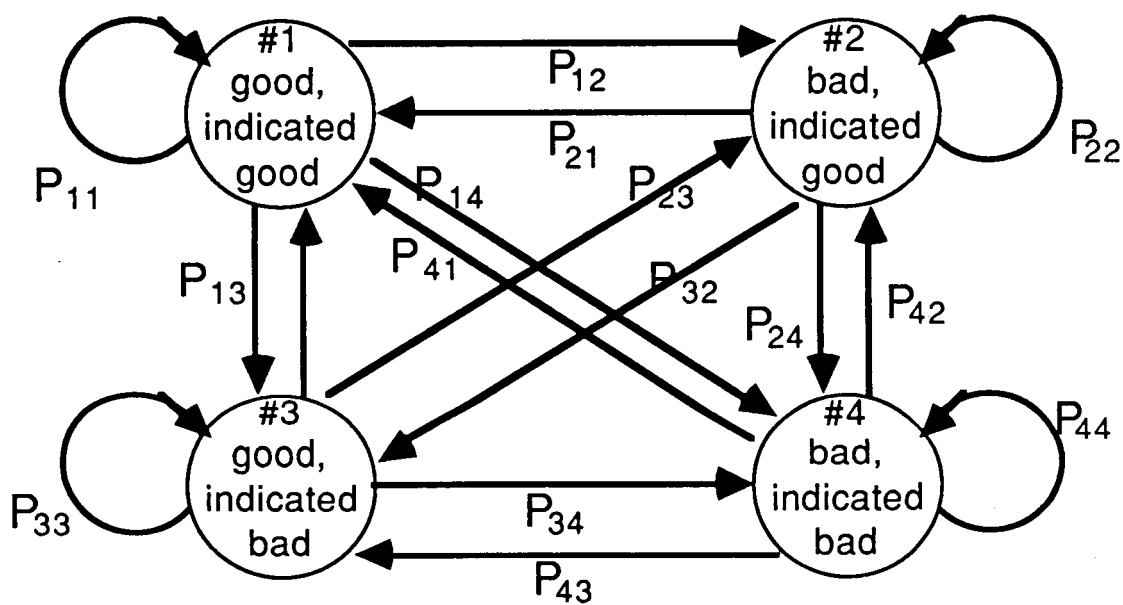 #1
good,
indicated
good
#2
bad,
indicated
good
P12
P21
P11
P22
P14
P23
P41
P32
P13
P24
P42
#3
good,
indicated
bad
#4
bad,
indicated
bad
P33
P44
P34
P43